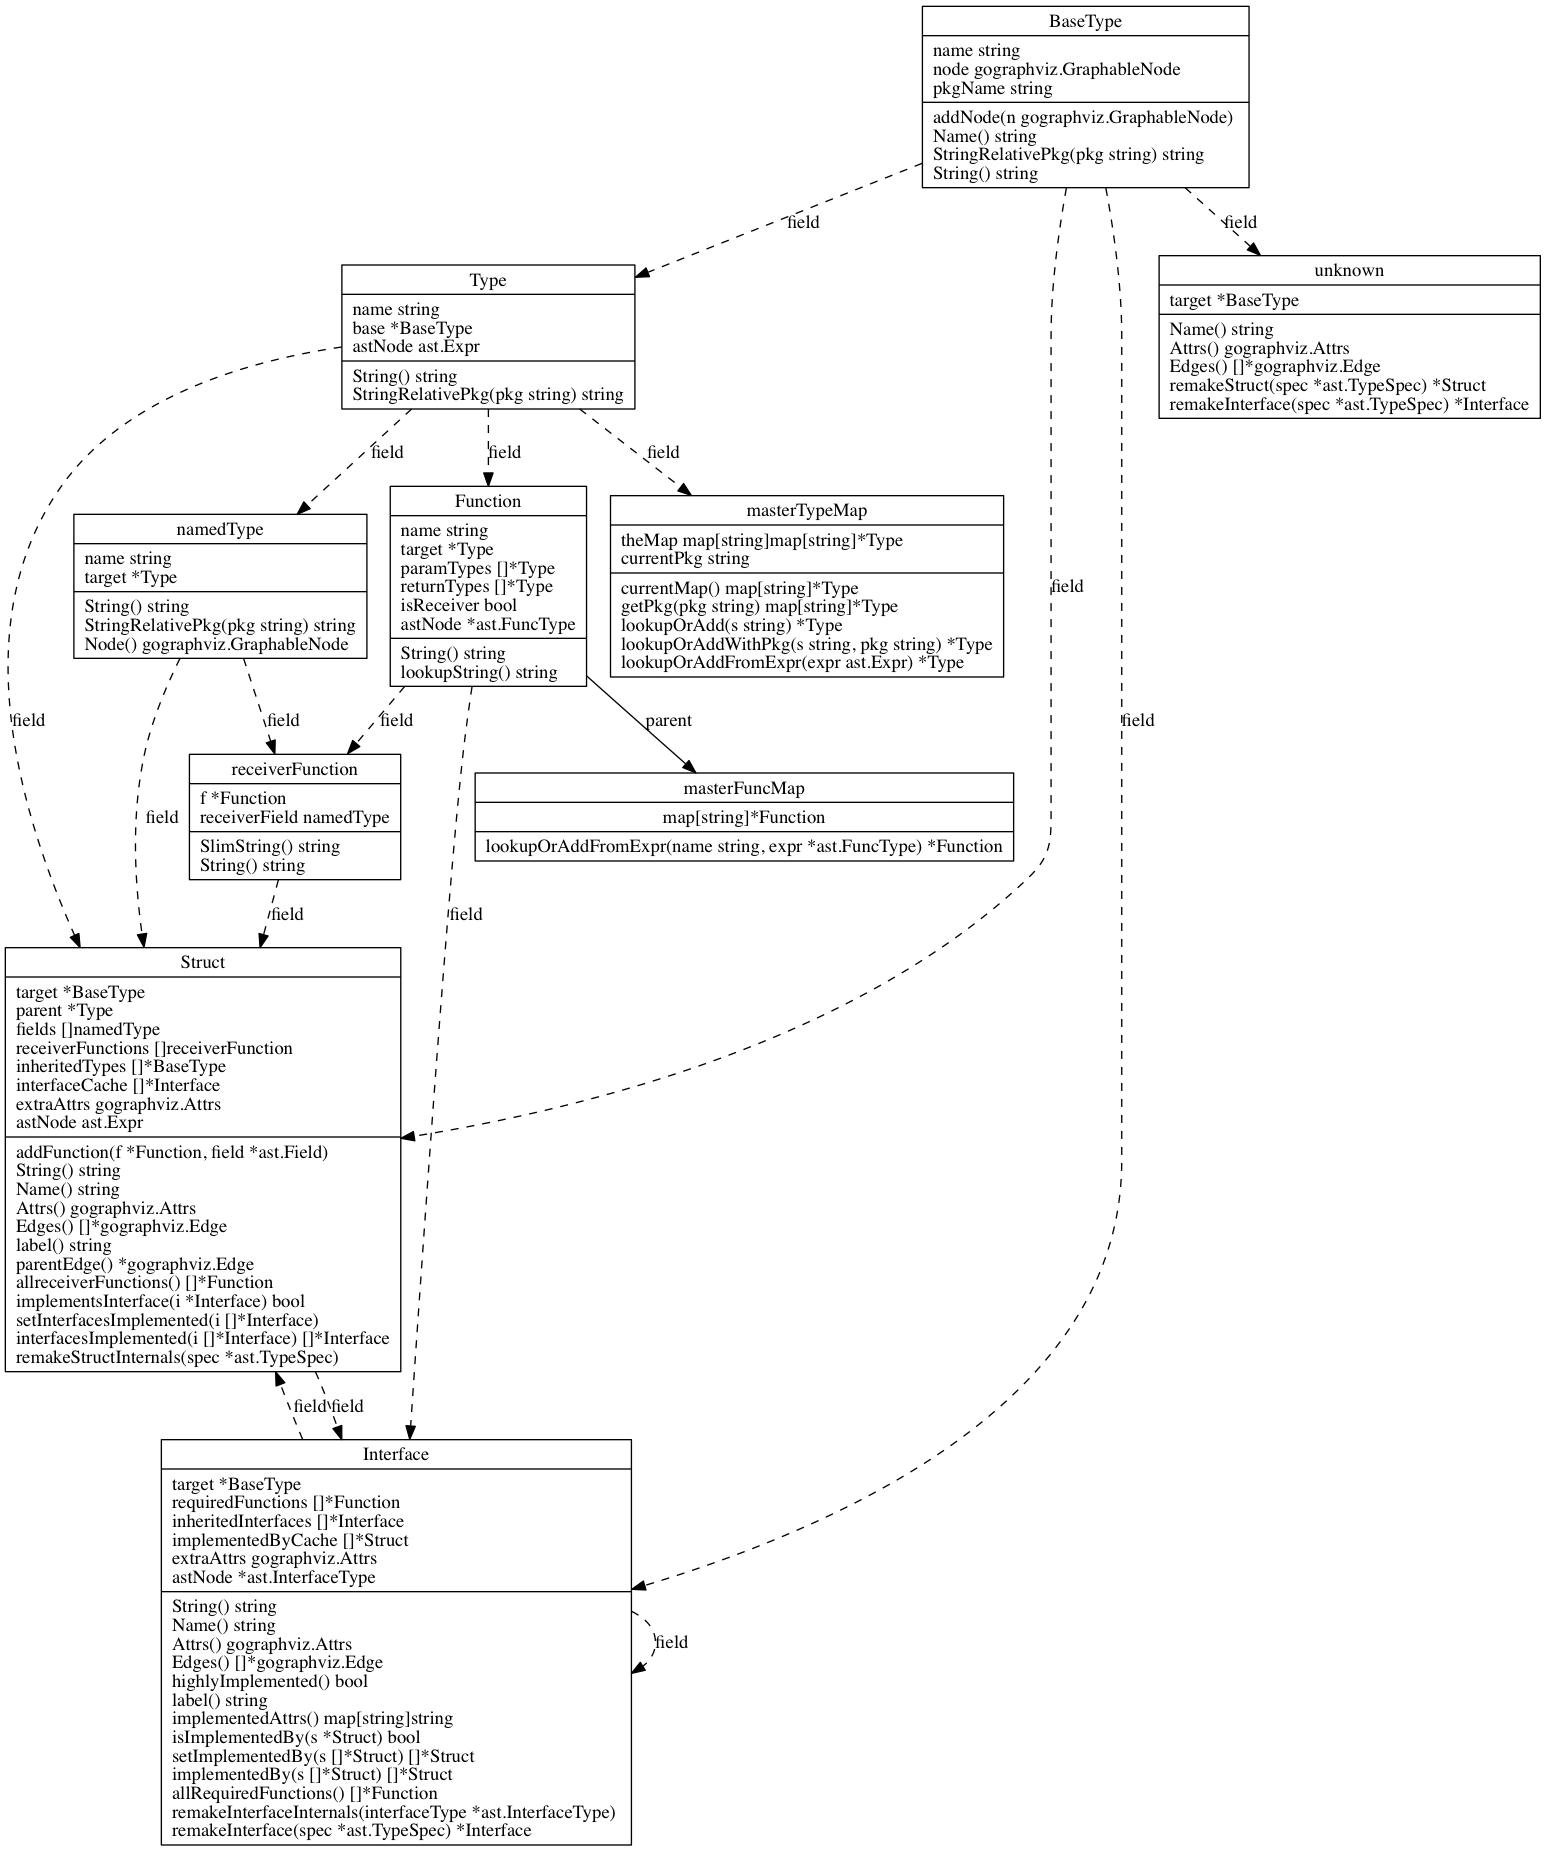 BaseType
name string
node gographviz.GraphableNode
pkgName string
addNode(n gographviz.GraphableNode)
Name() string
StringRelativePkg(pkg string) string
String() string
field
field
unknown
target *BaseType
Name() string
Attrs() gographviz.Attrs
Edges() []*gographviz.Edge
remakeStruct(spec *ast.TypeSpec) *Struct
remakeInterface(spec *ast.TypeSpec) *Interface
Type
name string
base *BaseType
astNode ast.Expr
String() string
StringRelativePkg(pkg string) string
field
field
field
namedType
name string
target *Type
String() string
StringRelativePkg(pkg string) string
Node() gographviz.GraphableNode
Function
name string
target *Type
paramTypes []*Type
returnTypes []*Type
isReceiver bool
astNode *ast.FuncType
String() string
lookupString() string
masterTypeMap
theMap map[string]map[string]*Type
currentPkg string
currentMap() map[string]*Type
getPkg(pkg string) map[string]*Type
lookupOrAdd(s string) *Type
lookupOrAddWithPkg(s string, pkg string) *Type
lookupOrAddFromExpr(expr ast.Expr) *Type
field
field
field
field
parent
field
receiverFunction
f *Function
receiverField namedType
SlimString() string
String() string
masterFuncMap
map[string]*Function
lookupOrAddFromExpr(name string, expr *ast.FuncType) *Function
field
field
field
Struct
target *BaseType
parent *Type
fields []namedType
receiverFunctions []receiverFunction
inheritedTypes []*BaseType
interfaceCache []*Interface
extraAttrs gographviz.Attrs
astNode ast.Expr
addFunction(f *Function, field *ast.Field)
String() string
Name() string
Attrs() gographviz.Attrs
Edges() []*gographviz.Edge
label() string
parentEdge() *gographviz.Edge
allreceiverFunctions() []*Function
implementsInterface(i *Interface) bool
setInterfacesImplemented(i []*Interface)
interfacesImplemented(i []*Interface) []*Interface
remakeStructInternals(spec *ast.TypeSpec)
field
field
Interface
target *BaseType
requiredFunctions []*Function
inheritedInterfaces []*Interface
implementedByCache []*Struct
extraAttrs gographviz.Attrs
astNode *ast.InterfaceType
String() string
Name() string
Attrs() gographviz.Attrs
Edges() []*gographviz.Edge
highlyImplemented() bool
label() string
implementedAttrs() map[string]string
isImplementedBy(s *Struct) bool
setImplementedBy(s []*Struct) []*Struct
implementedBy(s []*Struct) []*Struct
allRequiredFunctions() []*Function
remakeInterfaceInternals(interfaceType *ast.InterfaceType)
remakeInterface(spec *ast.TypeSpec) *Interface
field